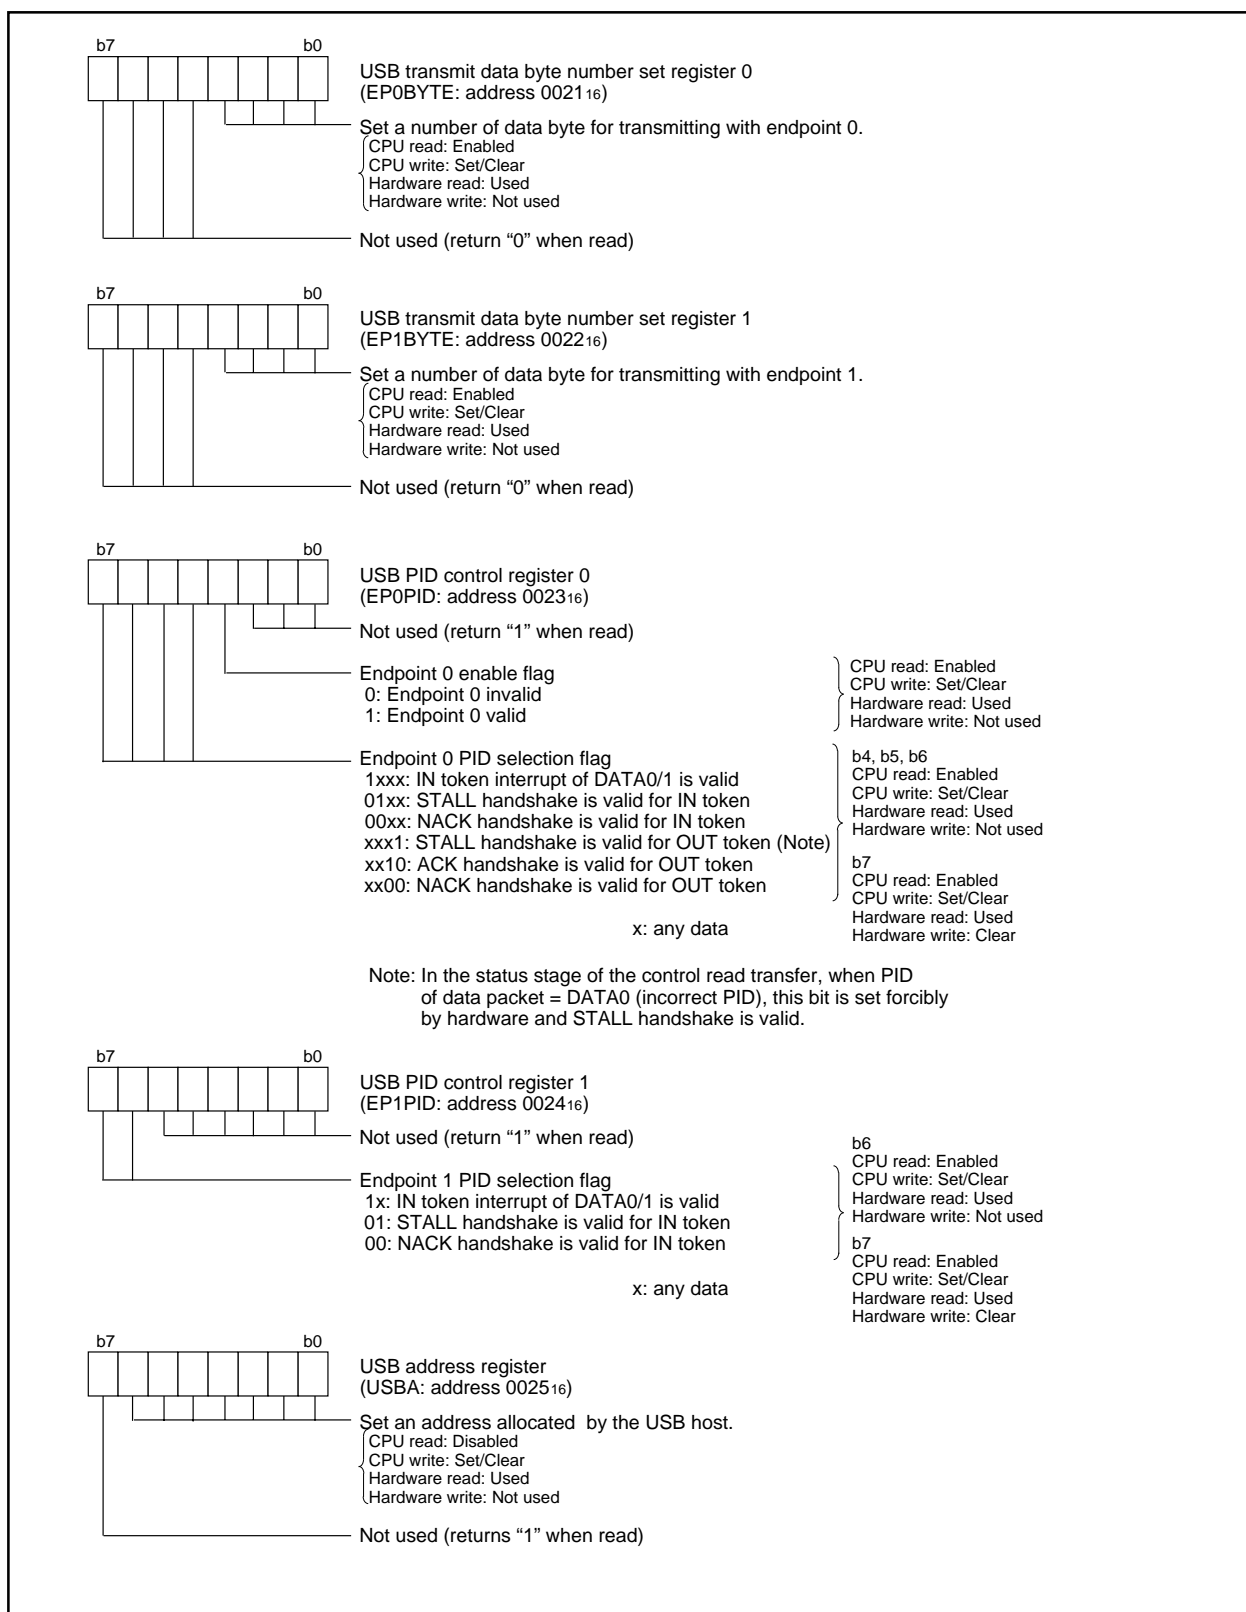 b7 b0
USB transmit data byte number set register 0
(EP0BYTE: address 002116)
Set a number of data byte for transmitting with endpoint 0.
CPU read: Enabled
CPU write: Set/Clear
Hardware read: Used
Hardware write: Not used
Not used (return “0” when read)
b7 b0
USB transmit data byte number set register 1
(EP1BYTE: address 002216)
Set a number of data byte for transmitting with endpoint 1.
CPU read: Enabled
CPU write: Set/Clear
Hardware read: Used
Hardware write: Not used
Not used (return “0” when read)
b7 b0
USB PID control register 0
(EP0PID: address 002316)
Not used (return “1” when read)
Endpoint 0 enable flag
0: Endpoint 0 invalid
1: Endpoint 0 valid
CPU read: Enabled
CPU write: Set/Clear
Hardware read: Used
Hardware write: Not used
Endpoint 0 PID selection flag
1xxx: IN token interrupt of DATA0/1 is valid
01xx: STALL handshake is valid for IN token
00xx: NACK handshake is valid for IN token
xxx1: STALL handshake is valid for OUT token (Note)
xx10: ACK handshake is valid for OUT token
xx00: NACK handshake is valid for OUT token
x: any data
b4, b5, b6
CPU read: Enabled
CPU write: Set/Clear
Hardware read: Used
Hardware write: Not used
b7
CPU read: Enabled
CPU write: Set/Clear
Hardware read: Used
Hardware write: Clear
Note: In the status stage of the control read transfer, when PID
of data packet = DATA0 (incorrect PID), this bit is set forcibly
by hardware and STALL handshake is valid.
b7 b0
USB PID control register 1
(EP1PID: address 002416)
Not used (return “1” when read)
Endpoint 1 PID selection flag
1x: IN token interrupt of DATA0/1 is valid
01: STALL handshake is valid for IN token
00: NACK handshake is valid for IN token
x: any data
b6
CPU read: Enabled
CPU write: Set/Clear
Hardware read: Used
Hardware write: Not used
b7
CPU read: Enabled
CPU write: Set/Clear
Hardware read: Used
Hardware write: Clear
b7 b0
USB address register
(USBA: address 002516)
Set an address allocated by the USB host.
CPU read: Disabled
CPU write: Set/Clear
Hardware read: Used
Hardware write: Not used
Not used (returns “1” when read)